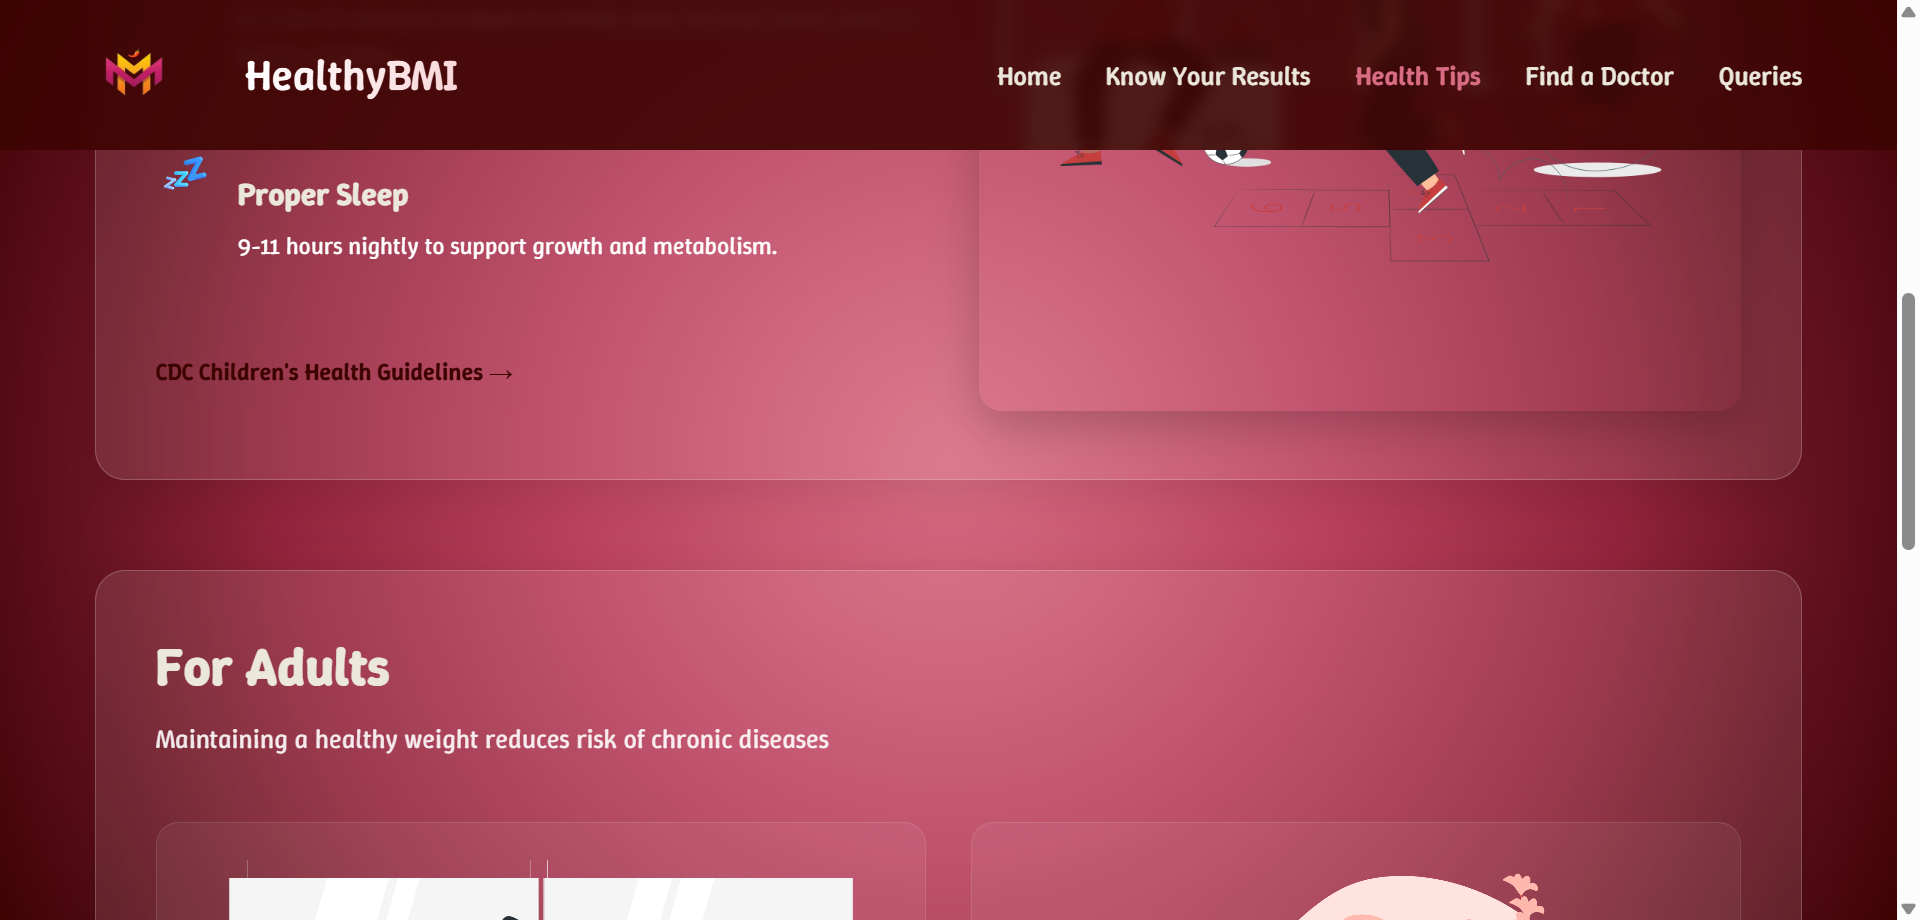 HealthyBMI
Home
Know Your Results
Health Tips
Find a Doctor
Queries
Proper Sleep
9-11 hours nightly to support growth and metabolism.
CDC Children's Health Guidelines →
For Adults
Maintaining a healthy weight reduces risk of chronic diseases